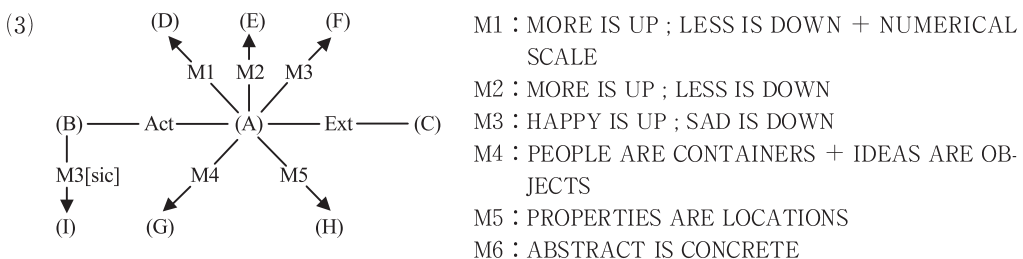 (3)
(D) (E) (F)
M1 M2 M3
(B) Act (A) Ext (C)
M3[sic] M4 M5
(I) (G) (H)
M1：MORE IS UP ; LESS IS DOWN + NUMERICAL
SCALE
M2：MORE IS UP ; LESS IS DOWN
M3：HAPPY IS UP ; SAD IS DOWN
M4：PEOPLE ARE CONTAINERS + IDEAS ARE OB-
JECTS
M5：PROPERTIES ARE LOCATIONS
M6：ABSTRACT IS CONCRETE